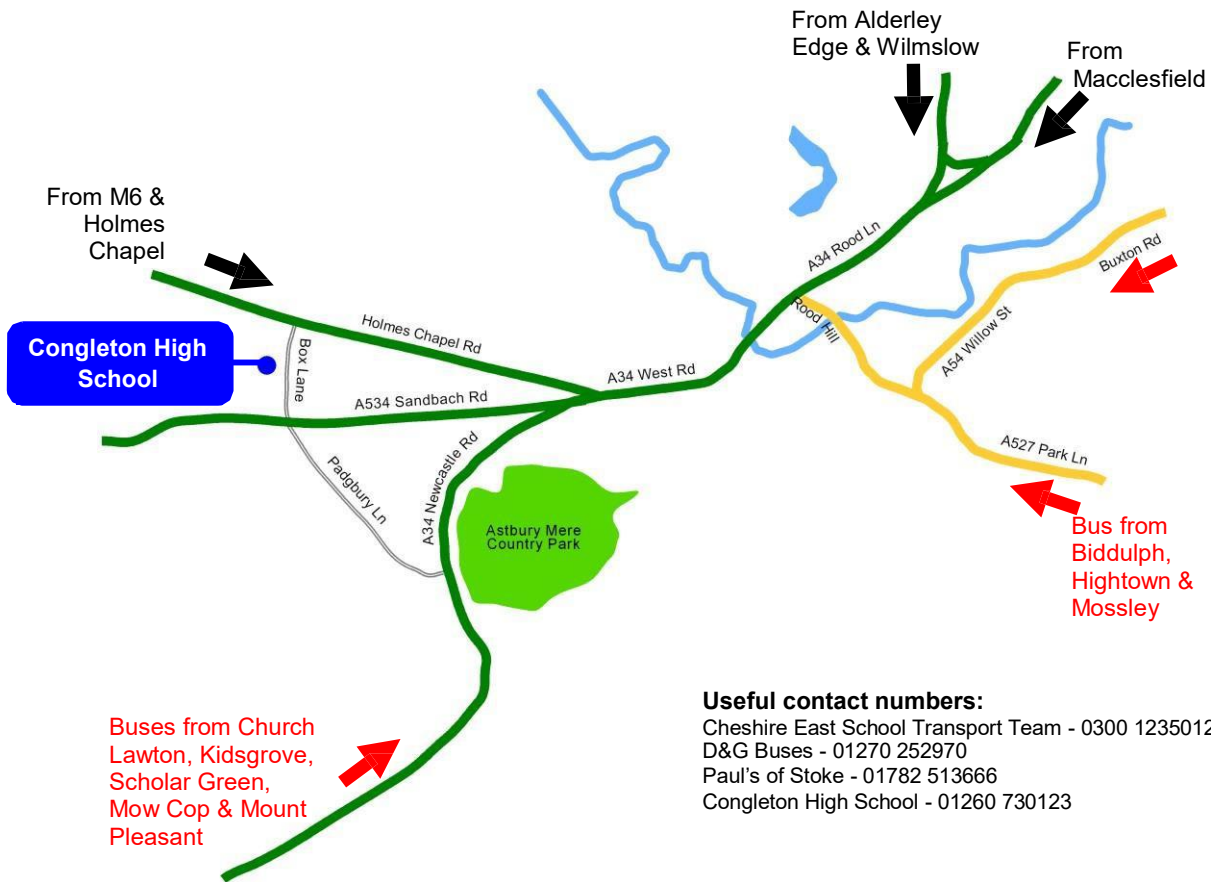 From Alderley
Edge & Wilmslow
From
Macclesfield
From M6 &
Holmes
Chapel
A34 Rood Ln
Buxton Rd
Rood Hill
Holmes Chapel Rd
A54 Willow St
Congleton High
School
Box Lane
A34 West Rd
A534 Sandbach Rd
A527 Park Ln
Padgbury Ln
A34 Newcastle Rd
Astbury Mere
Country Park
Bus from
Biddulph,
Hightown &
Mossley
Buses from Church
Lawton, Kidsgrove,
Scholar Green,
Mow Cop & Mount
Pleasant
Useful contact numbers:
Cheshire East School Transport Team - 0300 1235012
D&G Buses - 01270 252970
Paul's of Stoke - 01782 513666
Congleton High School - 01260 730123